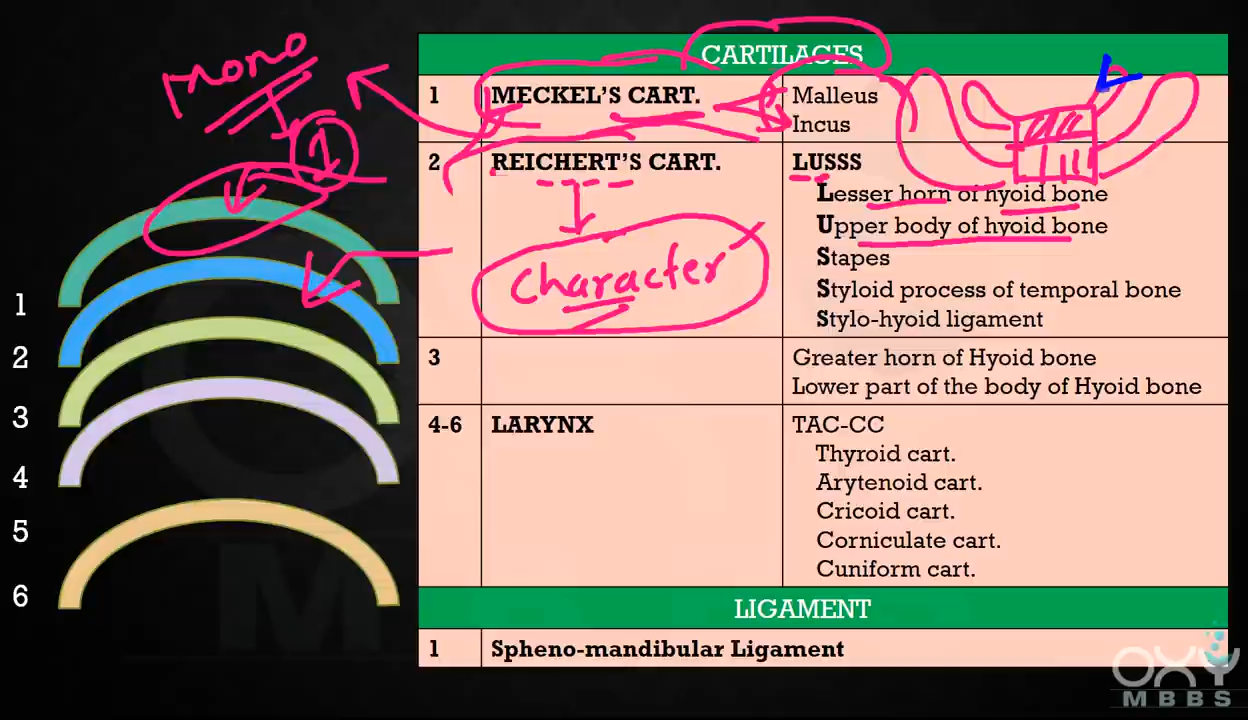 mono
1
1
2
3
4
5
6
CARTILAGES
1 MECKEL'S CART. Malleus
Incus
2 REICHERT'S CART. LUSSS
Lesser horn of hyoid bone
Upper body of hyoid bone
Stapes
Styloid process of temporal bone
Stylo-hyoid ligament
Character
3 Greater horn of Hyoid bone
Lower part of the body of Hyoid bone
4-6 LARYNX TAC-CC
Thyroid cart.
Arytenoid cart.
Cricoid cart.
Corniculate cart.
Cuniform cart.
LIGAMENT
1 Spheno-mandibular Ligament
OXY
MBBS